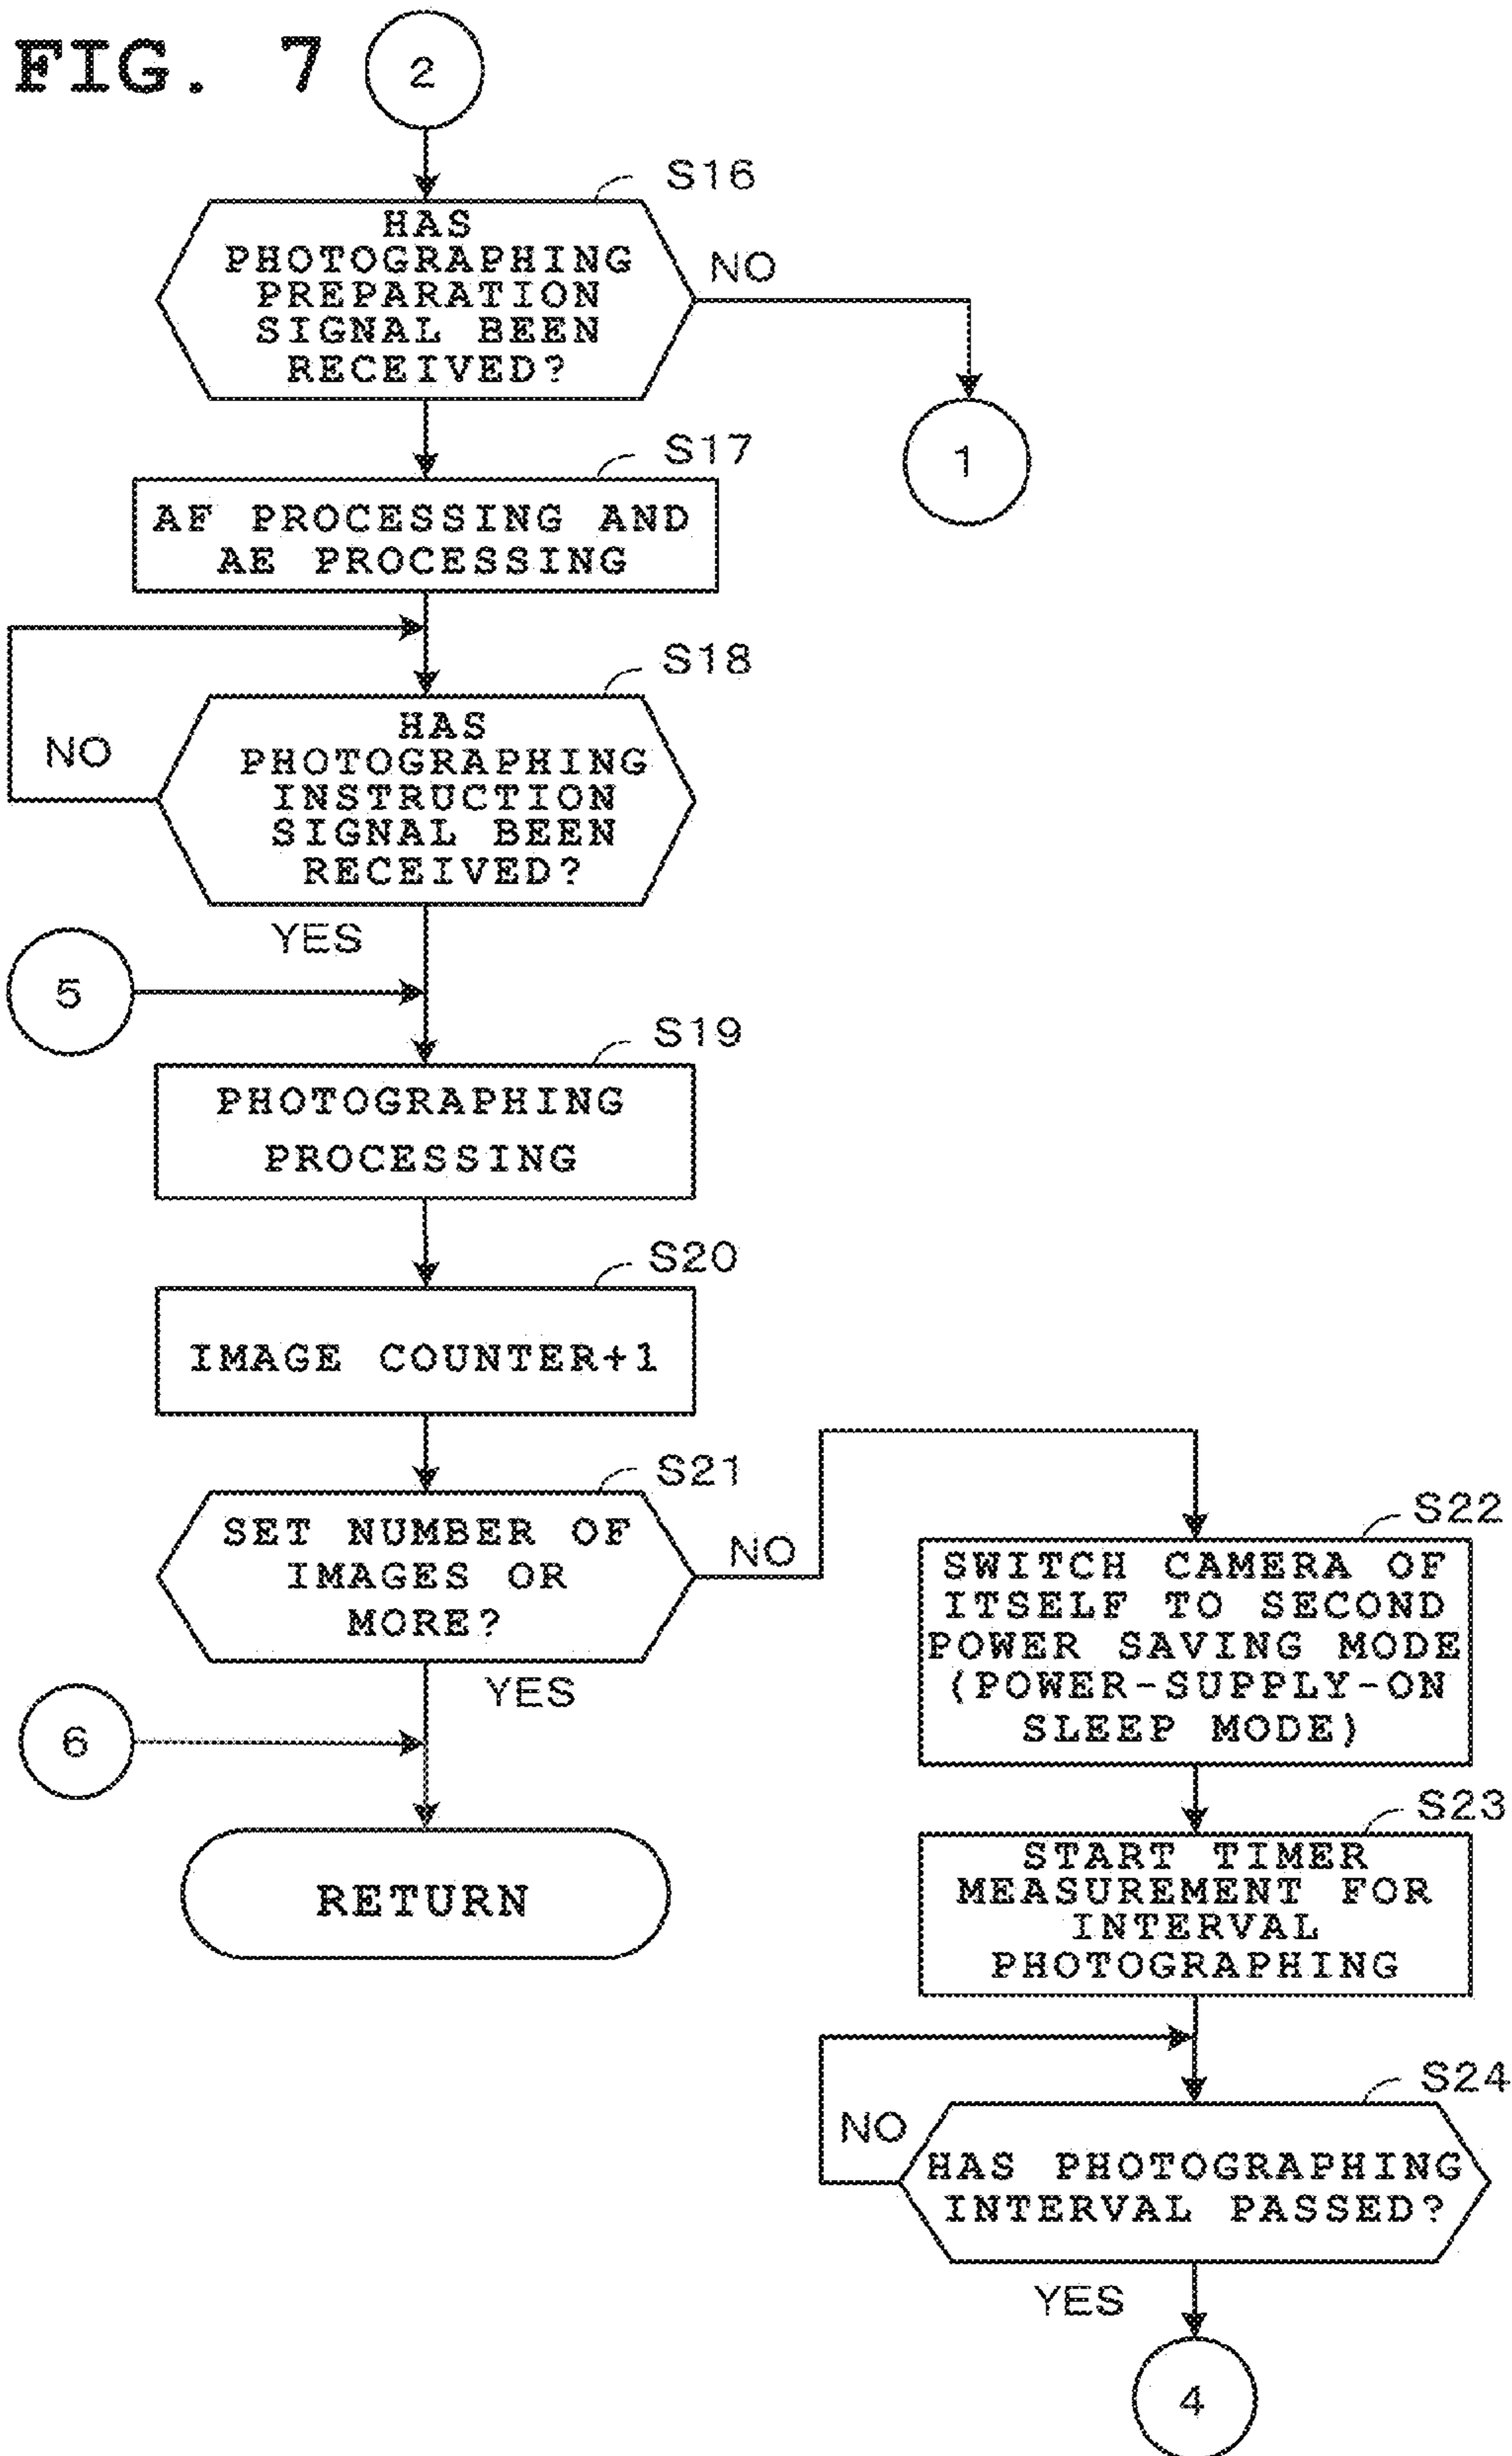 FIG. 7
2
S16
HAS
PHOTOGRAPHING
PREPARATION
SIGNAL BEEN
RECEIVED?
NO
1
S17
AF PROCESSING AND
AE PROCESSING
S18
HAS
PHOTOGRAPHING
INSTRUCTION
SIGNAL BEEN
RECEIVED?
NO
YES
5
S19
PHOTOGRAPHING
PROCESSING
S20
IMAGE COUNTER+1
S21
SET NUMBER OF
IMAGES OR
MORE?
NO
YES
6
RETURN
S22
SWITCH CAMERA OF
ITSELF TO SECOND
POWER SAVING MODE
(POWER-SUPPLY-ON
SLEEP MODE)
S23
START TIMER
MEASUREMENT FOR
INTERVAL
PHOTOGRAPHING
S24
NO
HAS PHOTOGRAPHING
INTERVAL PASSED?
YES
4